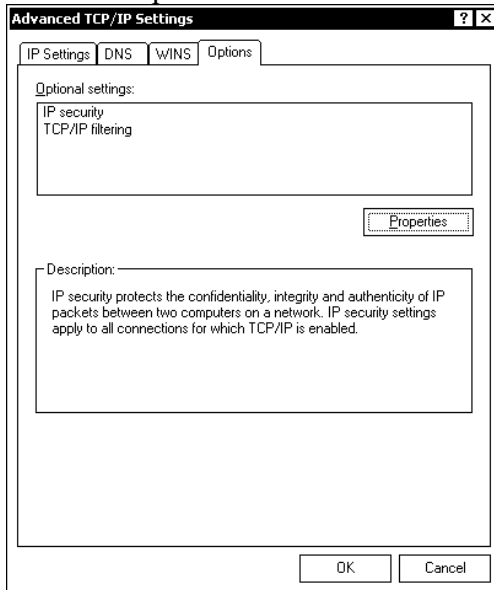 Advanced TCP/IP Settings ? ×
IP Settings DNS WINS Options
Optional settings:
IP security
TCP/IP filtering
Properties
Description:
IP security protects the confidentiality, integrity and authenticity of IP
packets between two computers on a network. IP security settings
apply to all connections for which TCP/IP is enabled.
OK Cancel